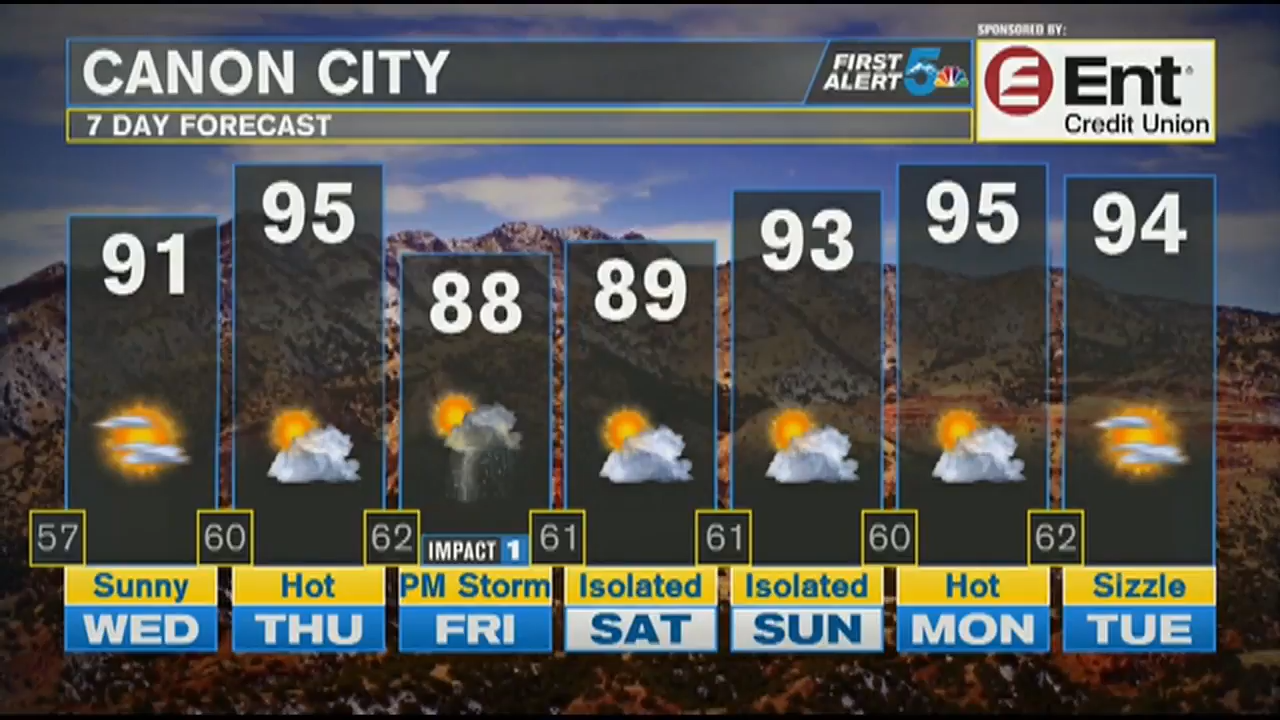 SPONSORED BY:
CANON CITY
FIRST
ALERT 5
Ent
Credit Union
7 DAY FORECAST
91
95
88
89
93
95
94
57
60
62
61
61
60
62
IMPACT 1
Sunny
Hot
PM Storm
Isolated
Isolated
Hot
Sizzle
WED
THU
FRI
SAT
SUN
MON
TUE